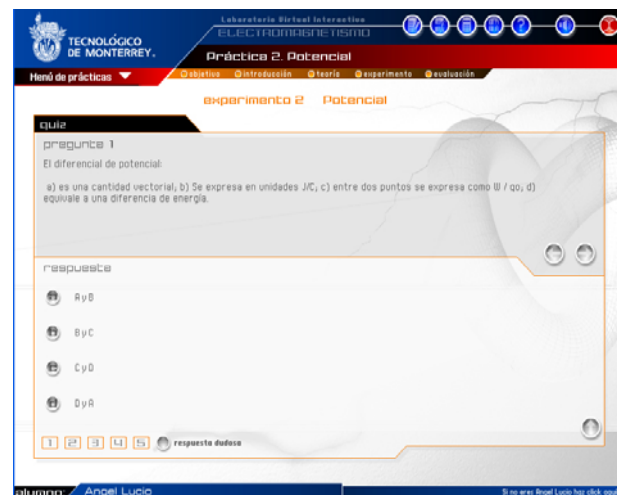 Laboratorio Virtual Interactivo
ELECTROMAGNETISMO
TECNOLÓGICO
DE MONTERREY.
Práctica 2. Potencial
Menú de prácticas
objetivo introducción teoría experimento evaluación
experimento 2 Potencial
quiz
pregunta 1
El diferencial de potencial:
a) es una cantidad vectorial; b) Se expresa en unidades J/C; c) entre dos puntos se expresa como W / qo; d)
equivale a una diferencia de energía.
respuesta
A y B
B y C
C y D
D y A
1 2 3 4 5 respuesta dudosa
alumno: Angel Lucio
Si no eres Angel Lucio haz click aquí